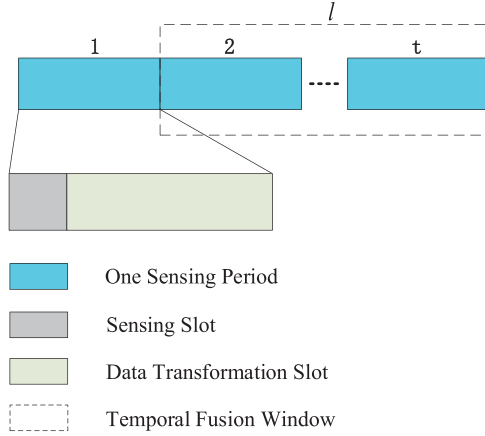 l
1 2 t
One Sensing Period
Sensing Slot
Data Transformation Slot
Temporal Fusion Window